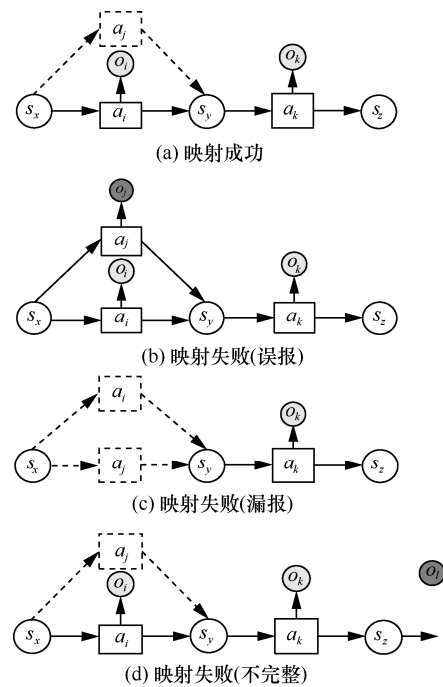 a_j
o_i o_k
s_x a_i s_y a_k s_z
(a) 映射成功
o_j
a_j
o_i o_k
s_x a_i s_y a_k s_z
(b) 映射失败(误报)
a_i
o_k
s_x a_j s_y a_k s_z
(c) 映射失败(漏报)
a_j
o_i o_k o_l
s_x a_i s_y a_k s_z
(d) 映射失败(不完整)